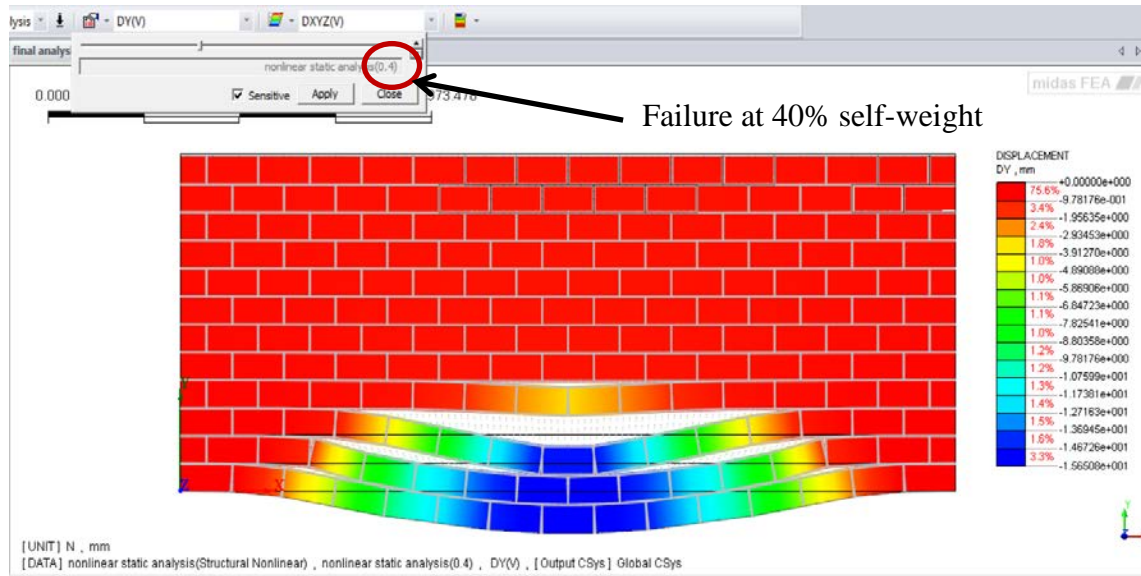 lysis
DY(V)
DXYZ(V)
final analys
nonlinear static analysis(0.4)
0.000
973.478
Sensitive Apply Close
midas FEA
Failure at 40% self-weight
DISPLACEMENT
DY , mm
+0.00000e+000
75.6%
-9.78176e-001
3.4%
-1.95635e+000
2.4%
-2.93453e+000
1.8%
-3.91270e+000
1.0%
-4.89088e+000
1.0%
-5.86906e+000
1.1%
-6.84723e+000
1.1%
-7.82541e+000
1.0%
-8.80358e+000
1.2%
-9.78176e+000
1.2%
-1.07599e+001
1.3%
-1.17381e+001
1.4%
-1.27163e+001
1.5%
-1.36945e+001
1.6%
-1.46726e+001
3.3%
-1.56508e+001
Z
X
Y
[UNIT] N , mm
[DATA] nonlinear static analysis(Structural Nonlinear) , nonlinear static analysis(0.4) , DY(V) , [Output CSys] Global CSys